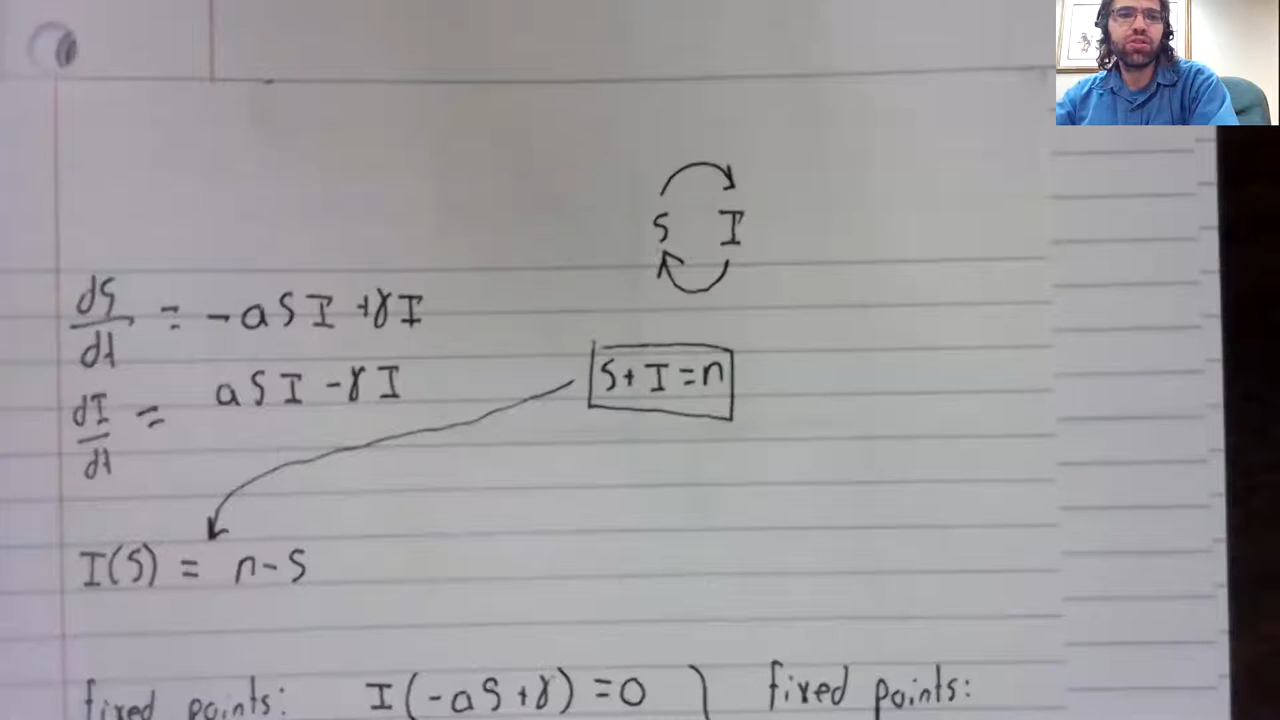 S I
dS/dt = -aSI + γI
S + I = n
dI/dt = aSI - γI
I(S) = n - S
fixed points: I(-aS + γ) = 0 ) fixed points: